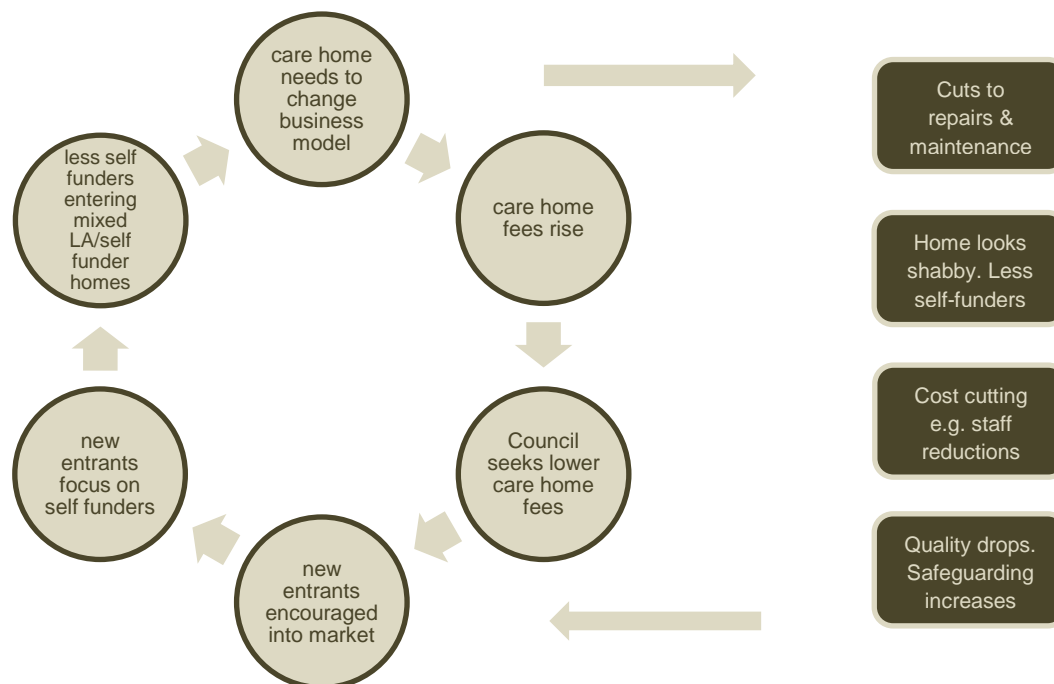 care home
needs to
change
business
model
care home
fees rise
Council
seeks lower
care home
fees
new
entrants
encouraged
into market
new
entrants
focus on
self funders
less self
funders
entering
mixed
LA/self
funder
homes
Cuts to
repairs &
maintenance
Home looks
shabby. Less
self-funders
Cost cutting
e.g. staff
reductions
Quality drops.
Safeguarding
increases